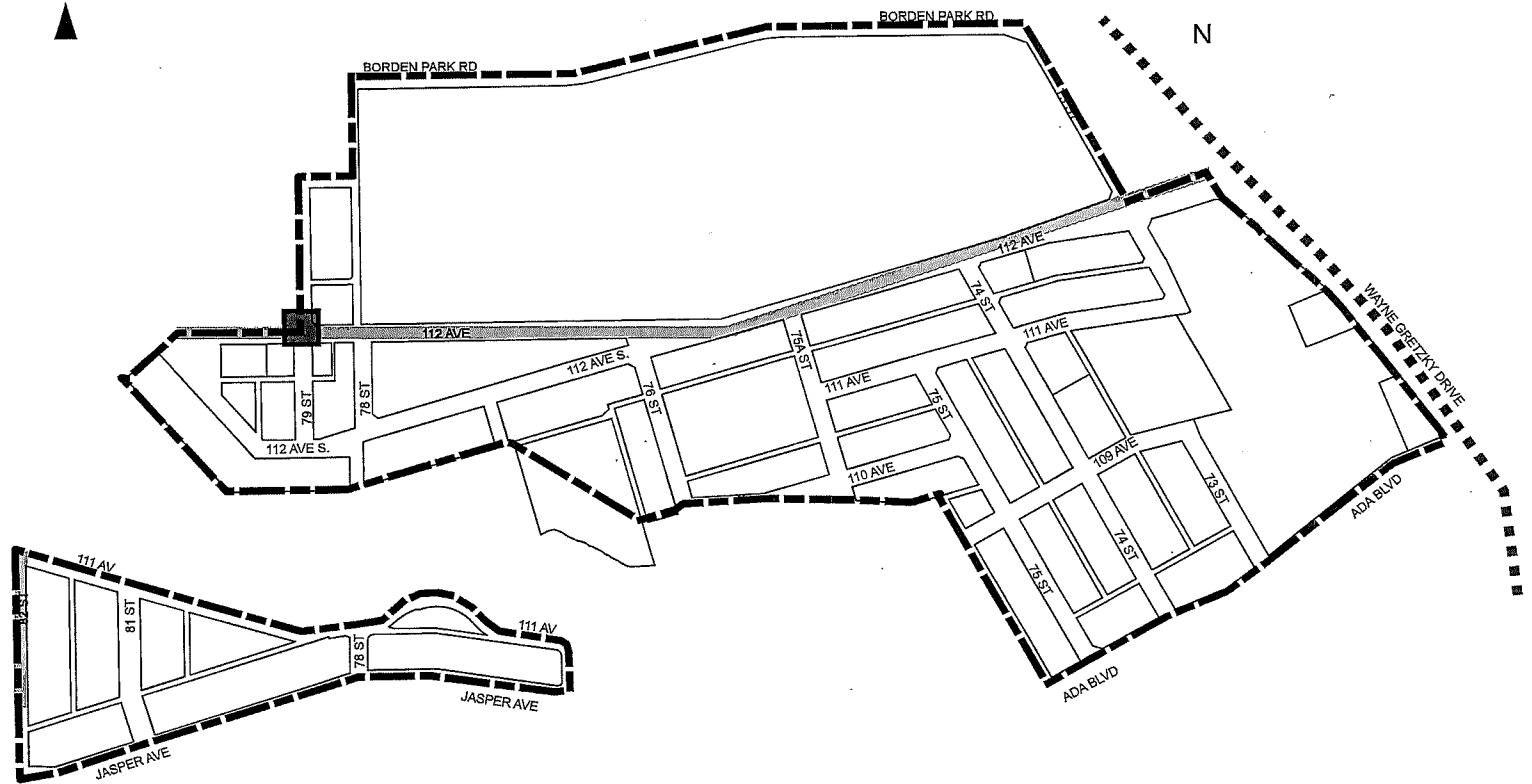 BORDEN PARK RD
N
BORDEN PARK RD
112 AVE
WAYNE GRETZKY DRIVE
74 ST
111 AVE
112 AVE
75A ST
112 AVE S.
76 ST
111 AVE
75 ST
79 ST
78 ST
112 AVE S.
109 AVE
110 AVE
73 ST
ADA BLVD
74 ST
75 ST
111 AV
82 ST
81 ST
111 AV
78 ST
ADA BLVD
JASPER AVE
JASPER AVE